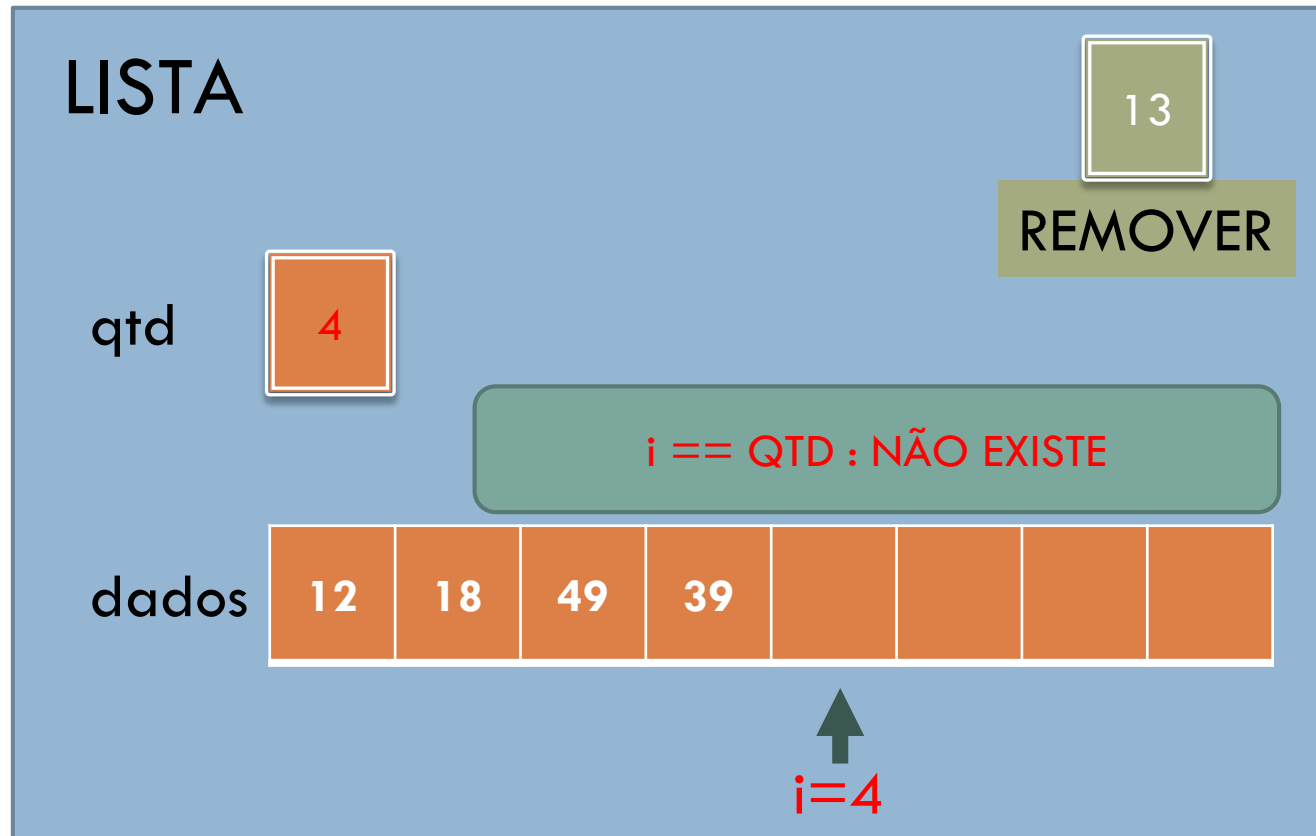 LISTA
13
REMOVER
qtd
4
i == QTD : NÃO EXISTE
dados 12 18 49 39
i=4